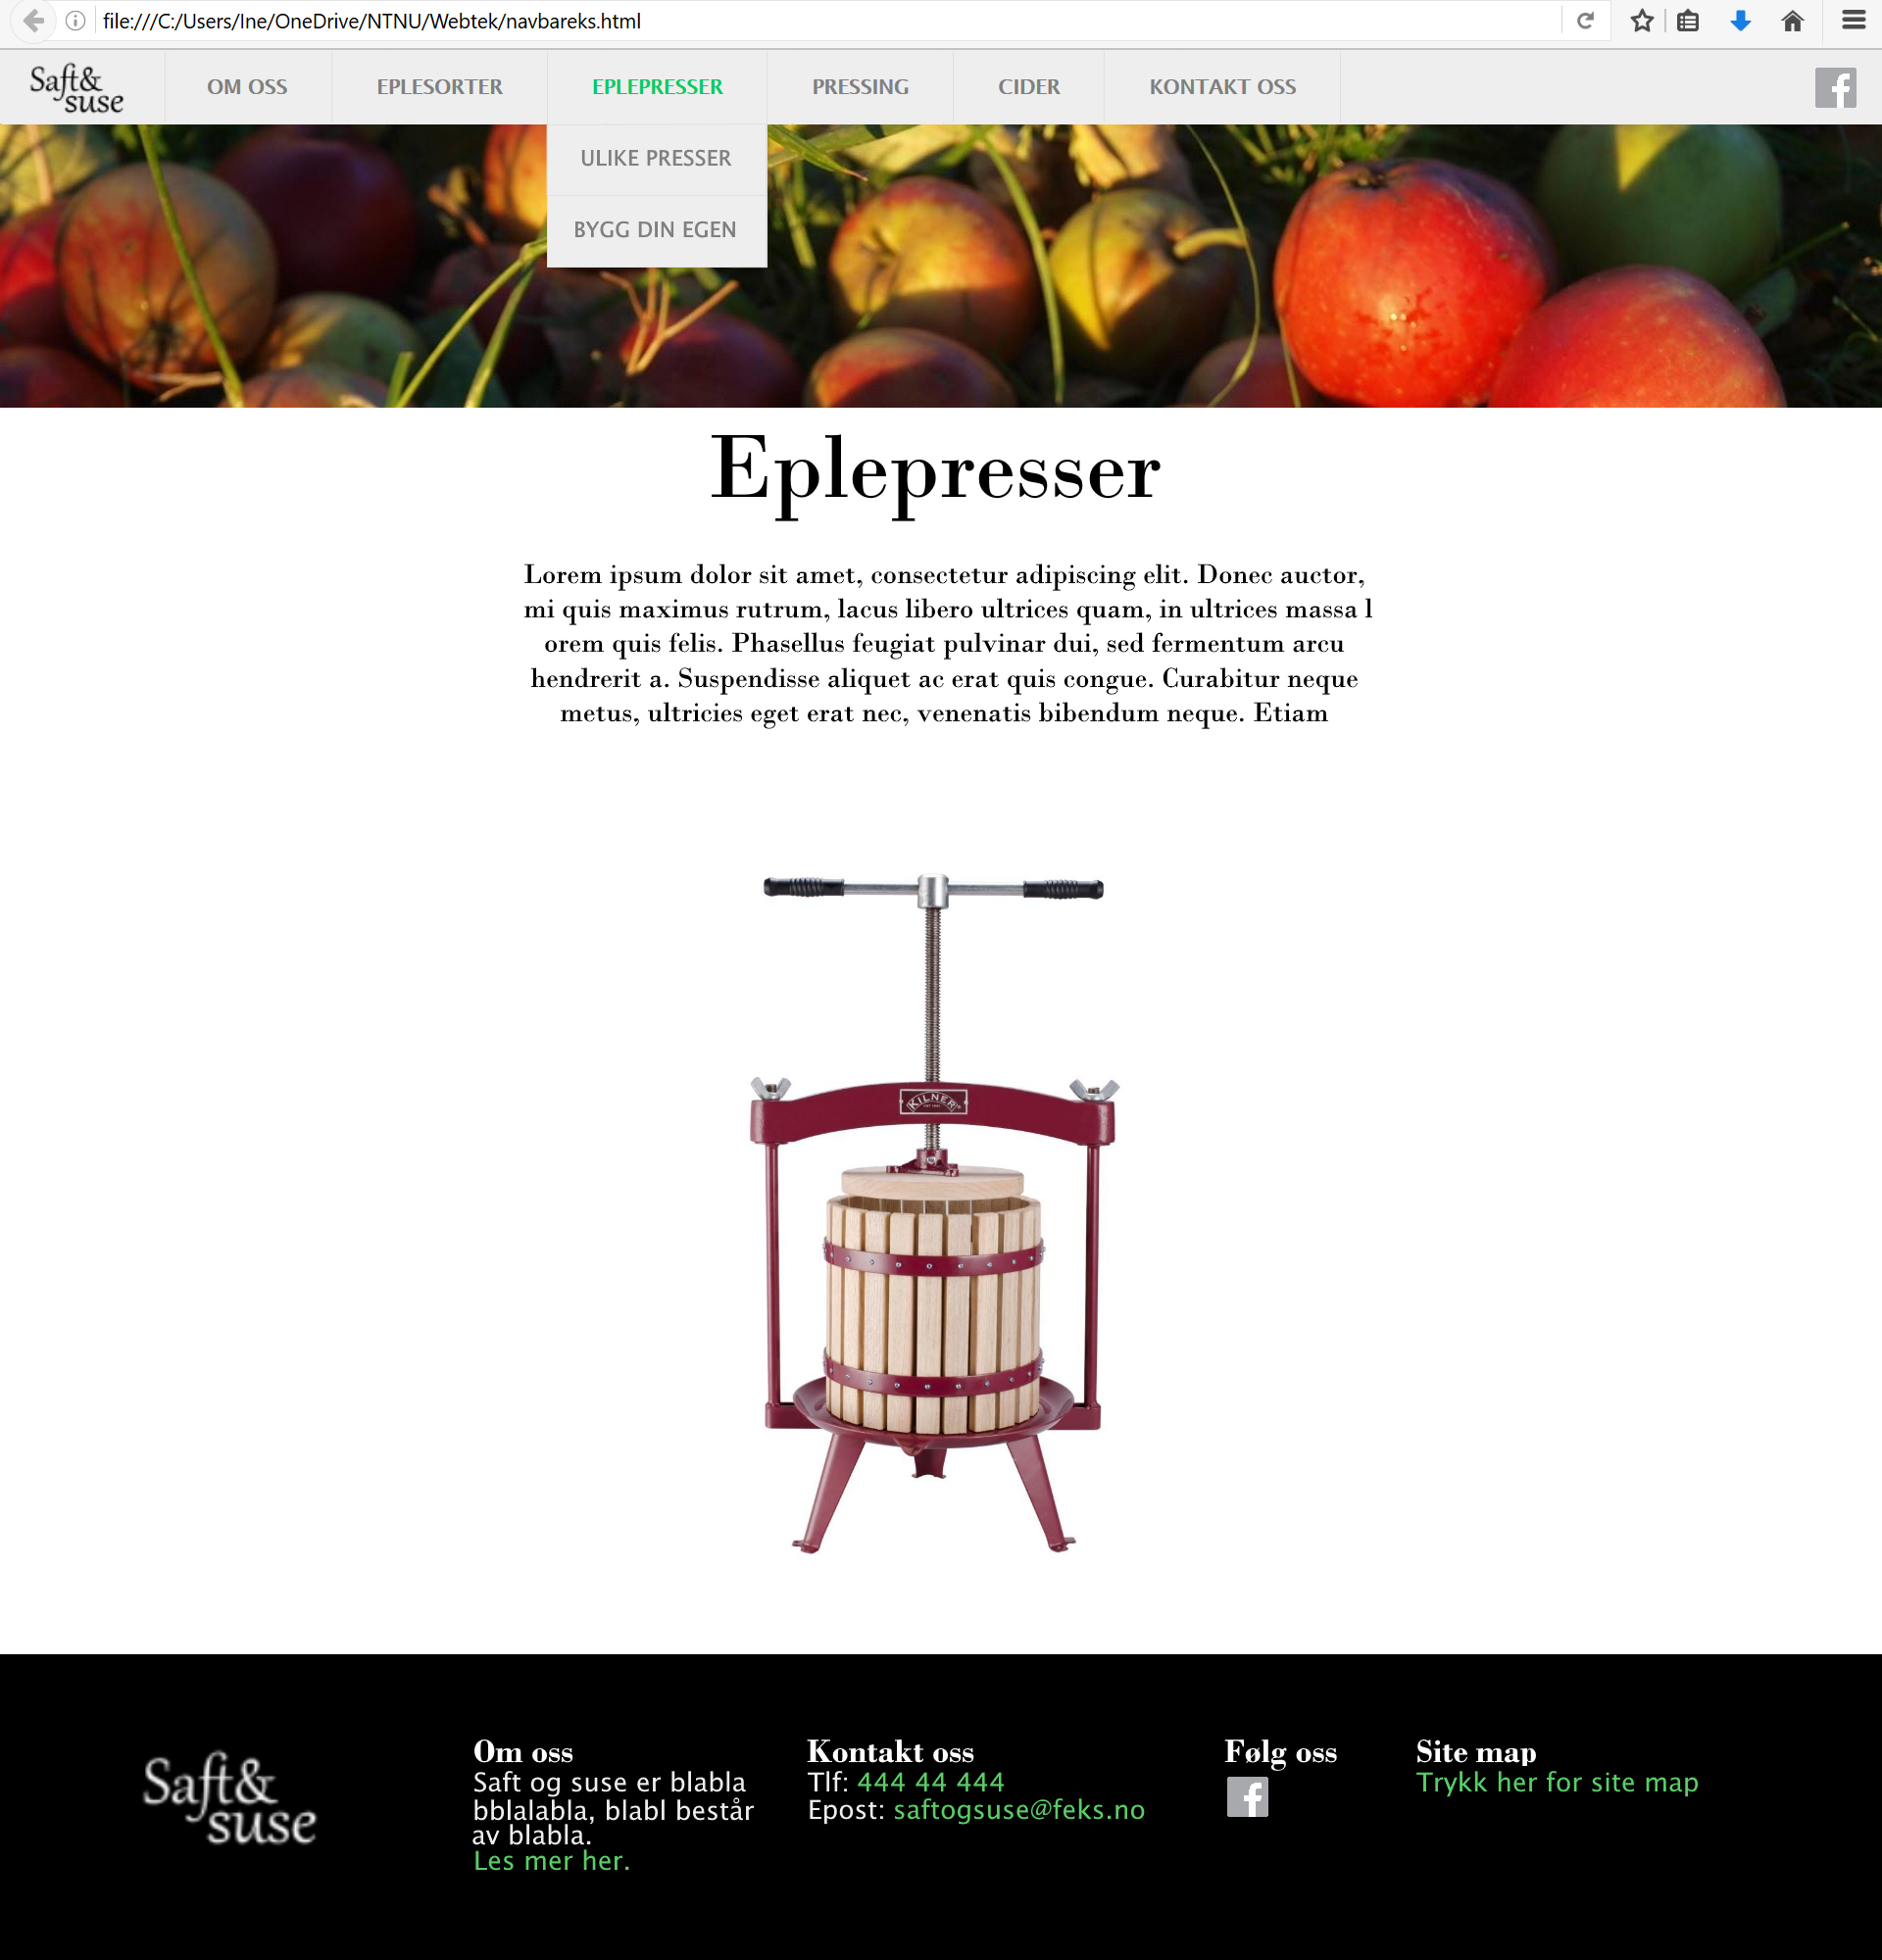 file:///C:/Users/Ine/OneDrive/NTNU/Webtek/navbareks.html
Saft&
suse
OM OSS
EPLESORTER
EPLEPRESSER
PRESSING
CIDER
KONTAKT OSS
f
ULIKE PRESSER
BYGG DIN EGEN
Eplepresser
Lorem ipsum dolor sit amet, consectetur adipiscing elit. Donec auctor,
mi quis maximus rutrum, lacus libero ultrices quam, in ultrices massa l
orem quis felis. Phasellus feugiat pulvinar dui, sed fermentum arcu
hendrerit a. Suspendisse aliquet ac erat quis congue. Curabitur neque
metus, ultricies eget erat nec, venenatis bibendum neque. Etiam
KILNER
Saft&
suse
Om oss
Saft og suse er blabla
bblalabla, blabl består
av blabla.
Les mer her.
Kontakt oss
Tlf: 444 44 444
Epost: saftogsuse@feks.no
Følg oss
f
Site map
Trykk her for site map